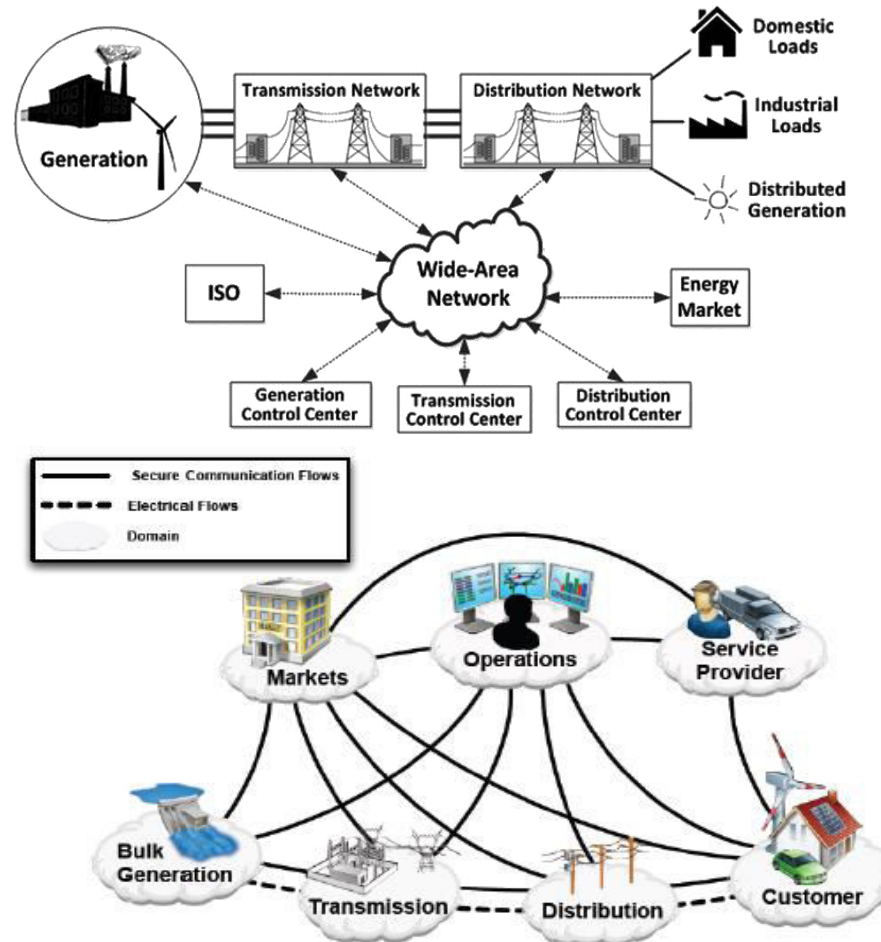 Generation
Transmission Network
Distribution Network
Domestic
Loads
Industrial
Loads
Distributed
Generation
Wide-Area
Network
ISO
Energy
Market
Generation
Control Center
Transmission
Control Center
Distribution
Control Center
Secure Communication Flows
Electrical Flows
Domain
Markets
Operations
Service
Provider
Bulk
Generation
Transmission
Distribution
Customer